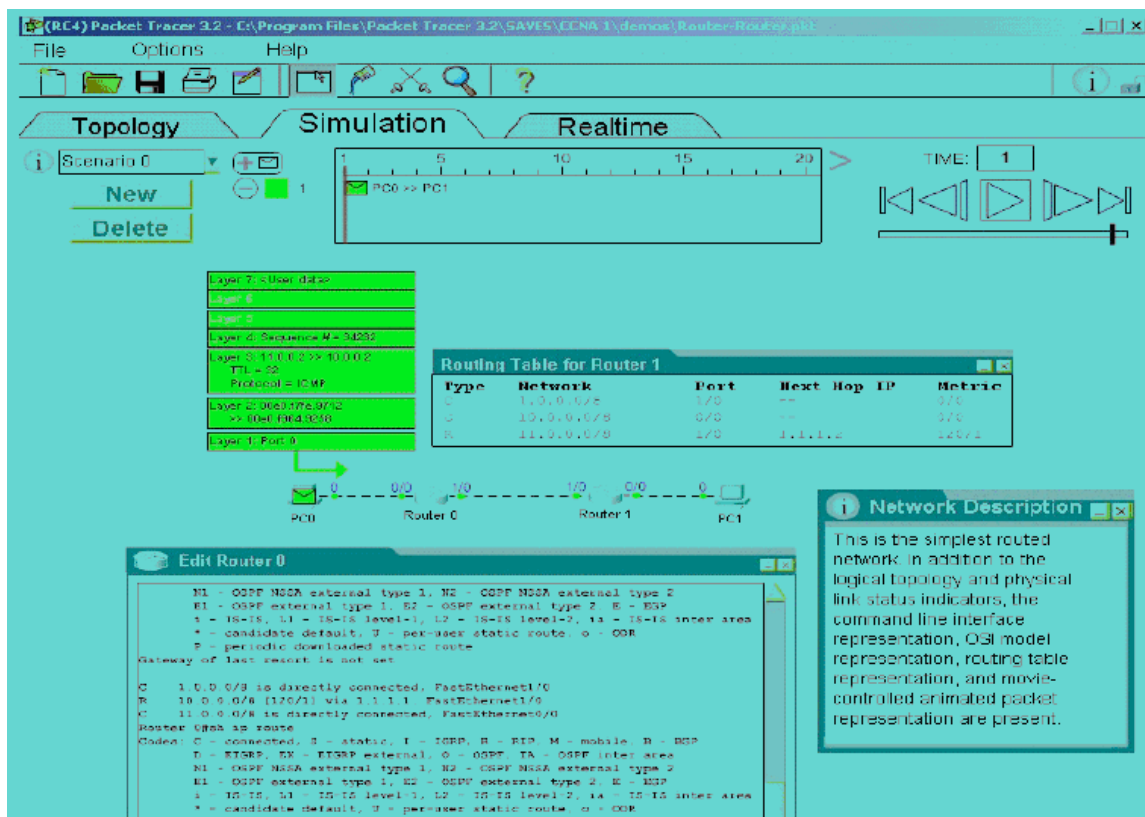 (RC4) Packet Tracer 3.2 - C:\Program Files\Packet Tracer 3.2\SAVES\CCNA 1\demos\Router-Router.pkt
File Options Help
Topology Simulation Realtime
Scenario 0
New
Delete
1
1 5 10 15 20
PC0 >> PC1
TIME: 1
Layer 7: <User data>
Layer 6
Layer 5
Layer 4: Sequence # = 34232
Layer 3: 11.0.0.2 >> 10.0.0.2
TTL = 32
Protocol = ICMP
Layer 2:
Layer 1: Port 0
Routing Table for Router 1
Type Network Port Next Hop IP Metric
C 1.0.0.0/8 1/0 -- 0/0
C 10.0.0.0/8 0/0 -- 0/0
R 11.0.0.0/8 1/0 1.1.1.2 120/1
0 0/0 1/0 1/0 0/0 0
PC0 Router 0 Router 1 PC1
Network Description
This is the simplest routed
network. In addition to the
logical topology and physical
link status indicators, the
command line interface
representation, OSI model
representation, routing table
representation, and movie-
controlled animated packet
representation are present.
Edit Router 0
N1 - OSPF NSSA external type 1, N2 - OSPF NSSA external type 2
E1 - OSPF external type 1, E2 - OSPF external type 2, E - EGP
i - IS-IS, L1 - IS-IS level-1, L2 - IS-IS level-2, ia - IS-IS inter area
* - candidate default, U - per-user static route, o - ODR
P - periodic downloaded static route
Gateway of last resort is not set
C 1.0.0.0/8 is directly connected, FastEthernet1/0
R 10.0.0.0/8 [120/1] via 1.1.1.1, FastEthernet1/0
C 11.0.0.0/8 is directly connected, FastEthernet0/0
Router 0#sh ip route
Codes: C - connected, S - static, I - IGRP, R - RIP, M - mobile, B - BGP
D - EIGRP, EX - EIGRP external, O - OSPF, IA - OSPF inter area
N1 - OSPF NSSA external type 1, N2 - OSPF NSSA external type 2
E1 - OSPF external type 1, E2 - OSPF external type 2, E - EGP
i - IS-IS, L1 - IS-IS level-1, L2 - IS-IS level-2, ia - IS-IS inter area
* - candidate default, U - per-user static route, o - ODR